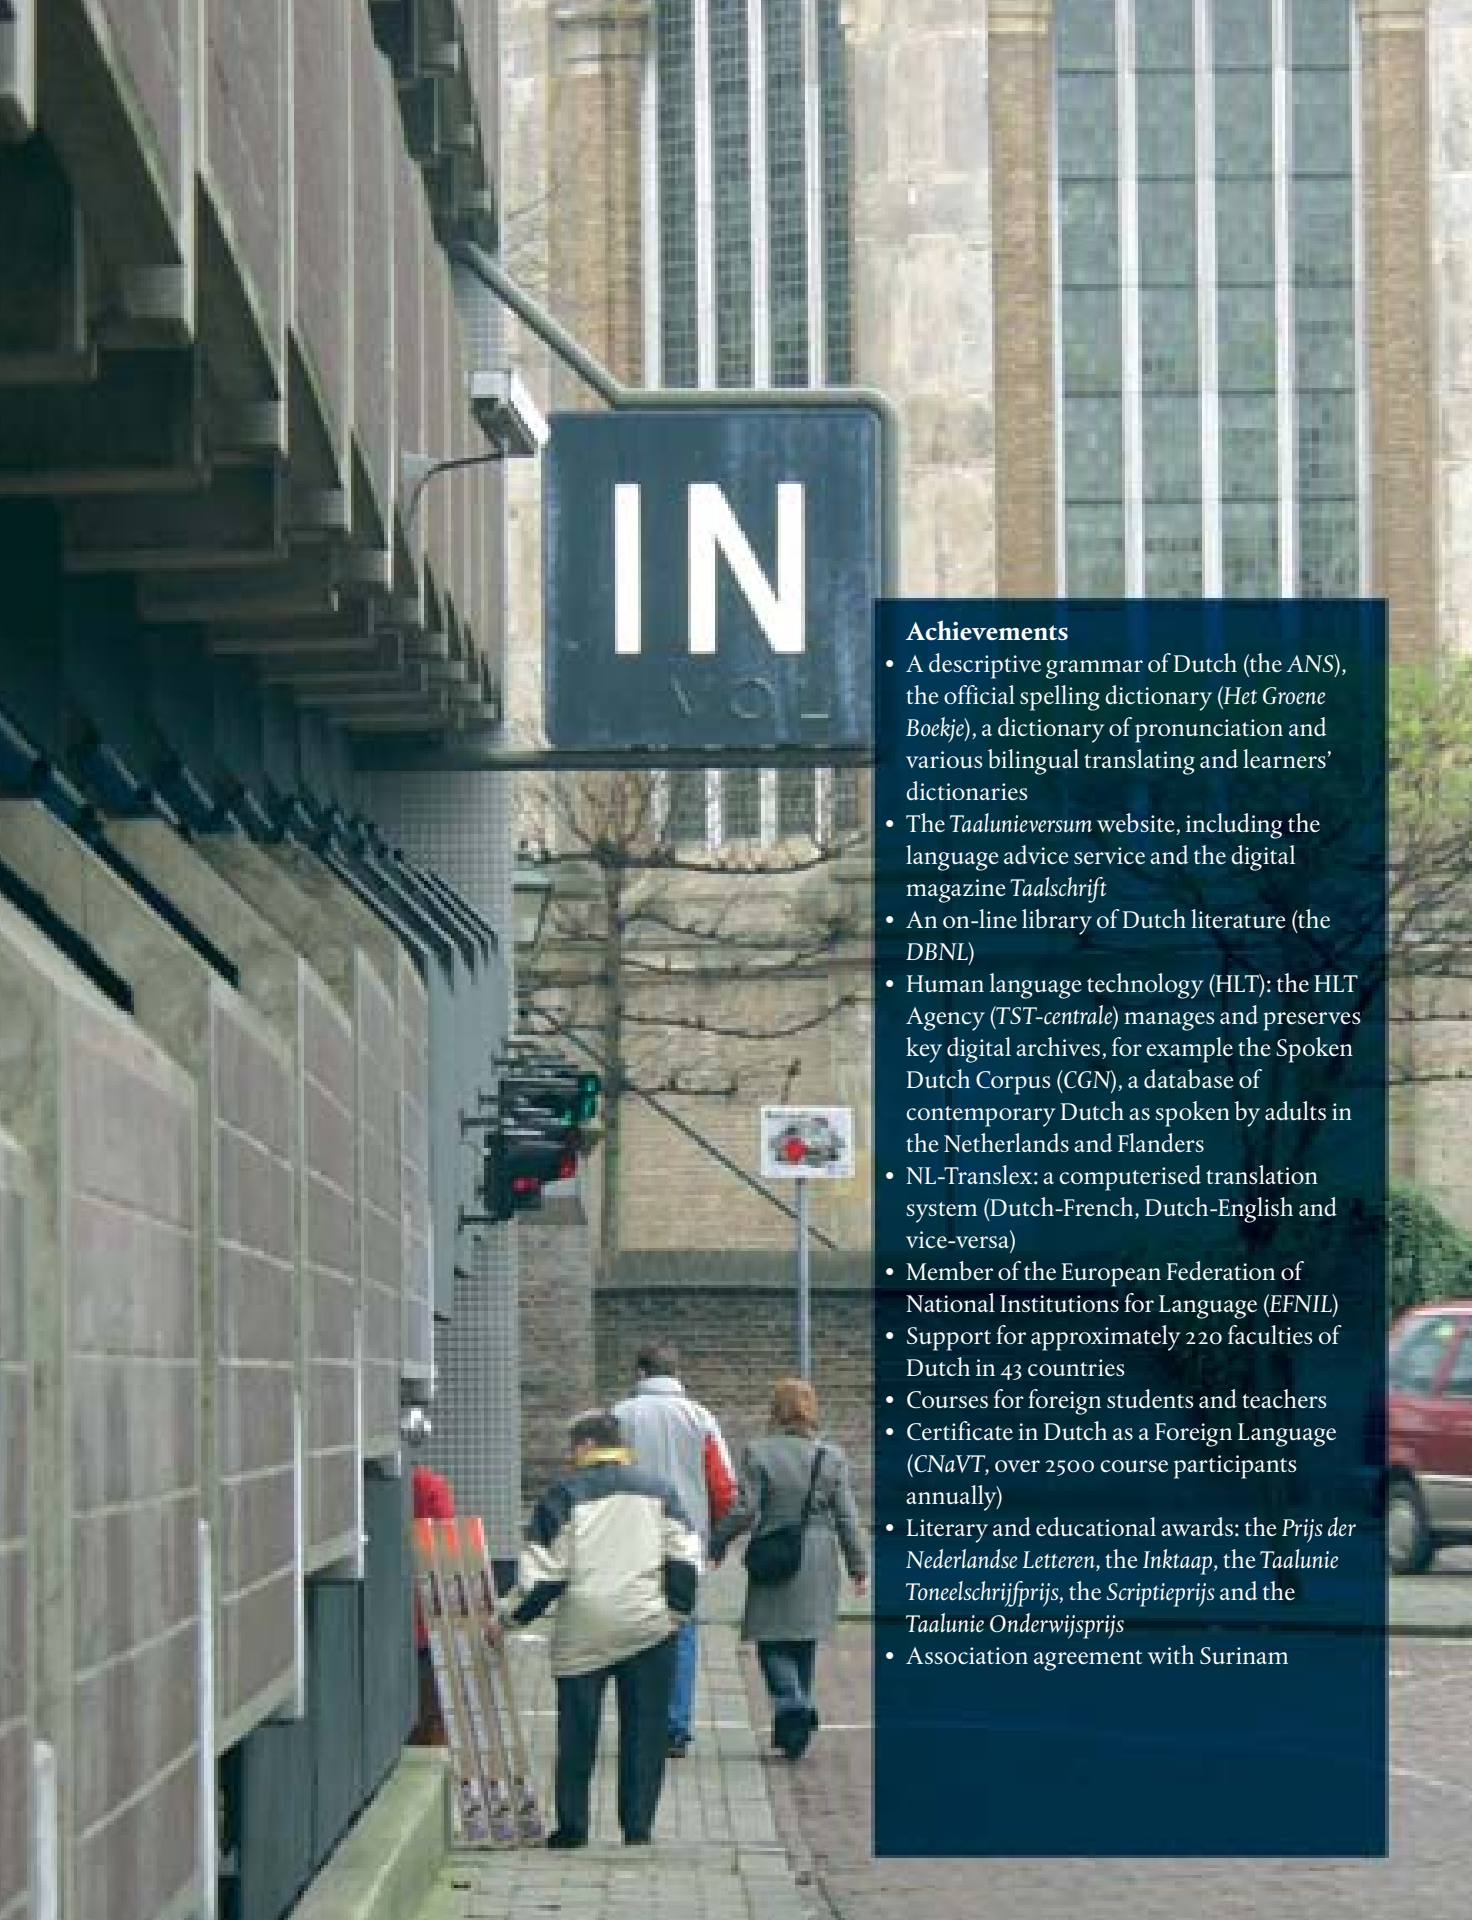 IN
Achievements
• A descriptive grammar of Dutch (the ANS),
the official spelling dictionary (Het Groene
Boekje), a dictionary of pronunciation and
various bilingual translating and learners’
dictionaries
• The Taalunieversum website, including the
language advice service and the digital
magazine Taalschrift
• An on-line library of Dutch literature (the
DBNL)
• Human language technology (HLT): the HLT
Agency (TST-centrale) manages and preserves
key digital archives, for example the Spoken
Dutch Corpus (CGN), a database of
contemporary Dutch as spoken by adults in
the Netherlands and Flanders
• NL-Translex: a computerised translation
system (Dutch-French, Dutch-English and
vice-versa)
• Member of the European Federation of
National Institutions for Language (EFNIL)
• Support for approximately 220 faculties of
Dutch in 43 countries
• Courses for foreign students and teachers
• Certificate in Dutch as a Foreign Language
(CNaVT, over 2500 course participants
annually)
• Literary and educational awards: the Prijs der
Nederlandse Letteren, the Inktaap, the Taalunie
Toneelschrijfprijs, the Scriptieprijs and the
Taalunie Onderwijsprijs
• Association agreement with Surinam